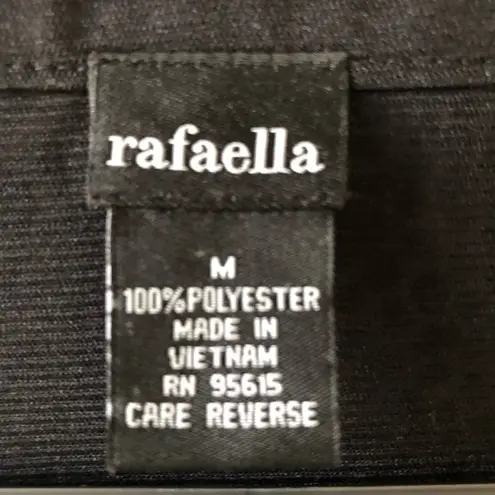 rafaella
M
100%POLYESTER
MADE IN
VIETNAM
RN 95615
CARE REVERSE